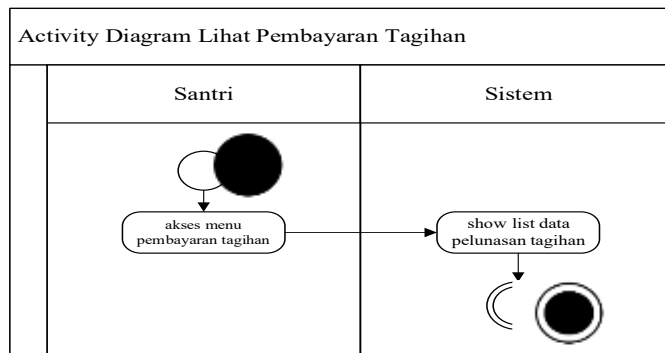 Activity Diagram Lihat Pembayaran Tagihan
Santri
Sistem
akses menu
pembayaran tagihan
show list data
pelunasan tagihan